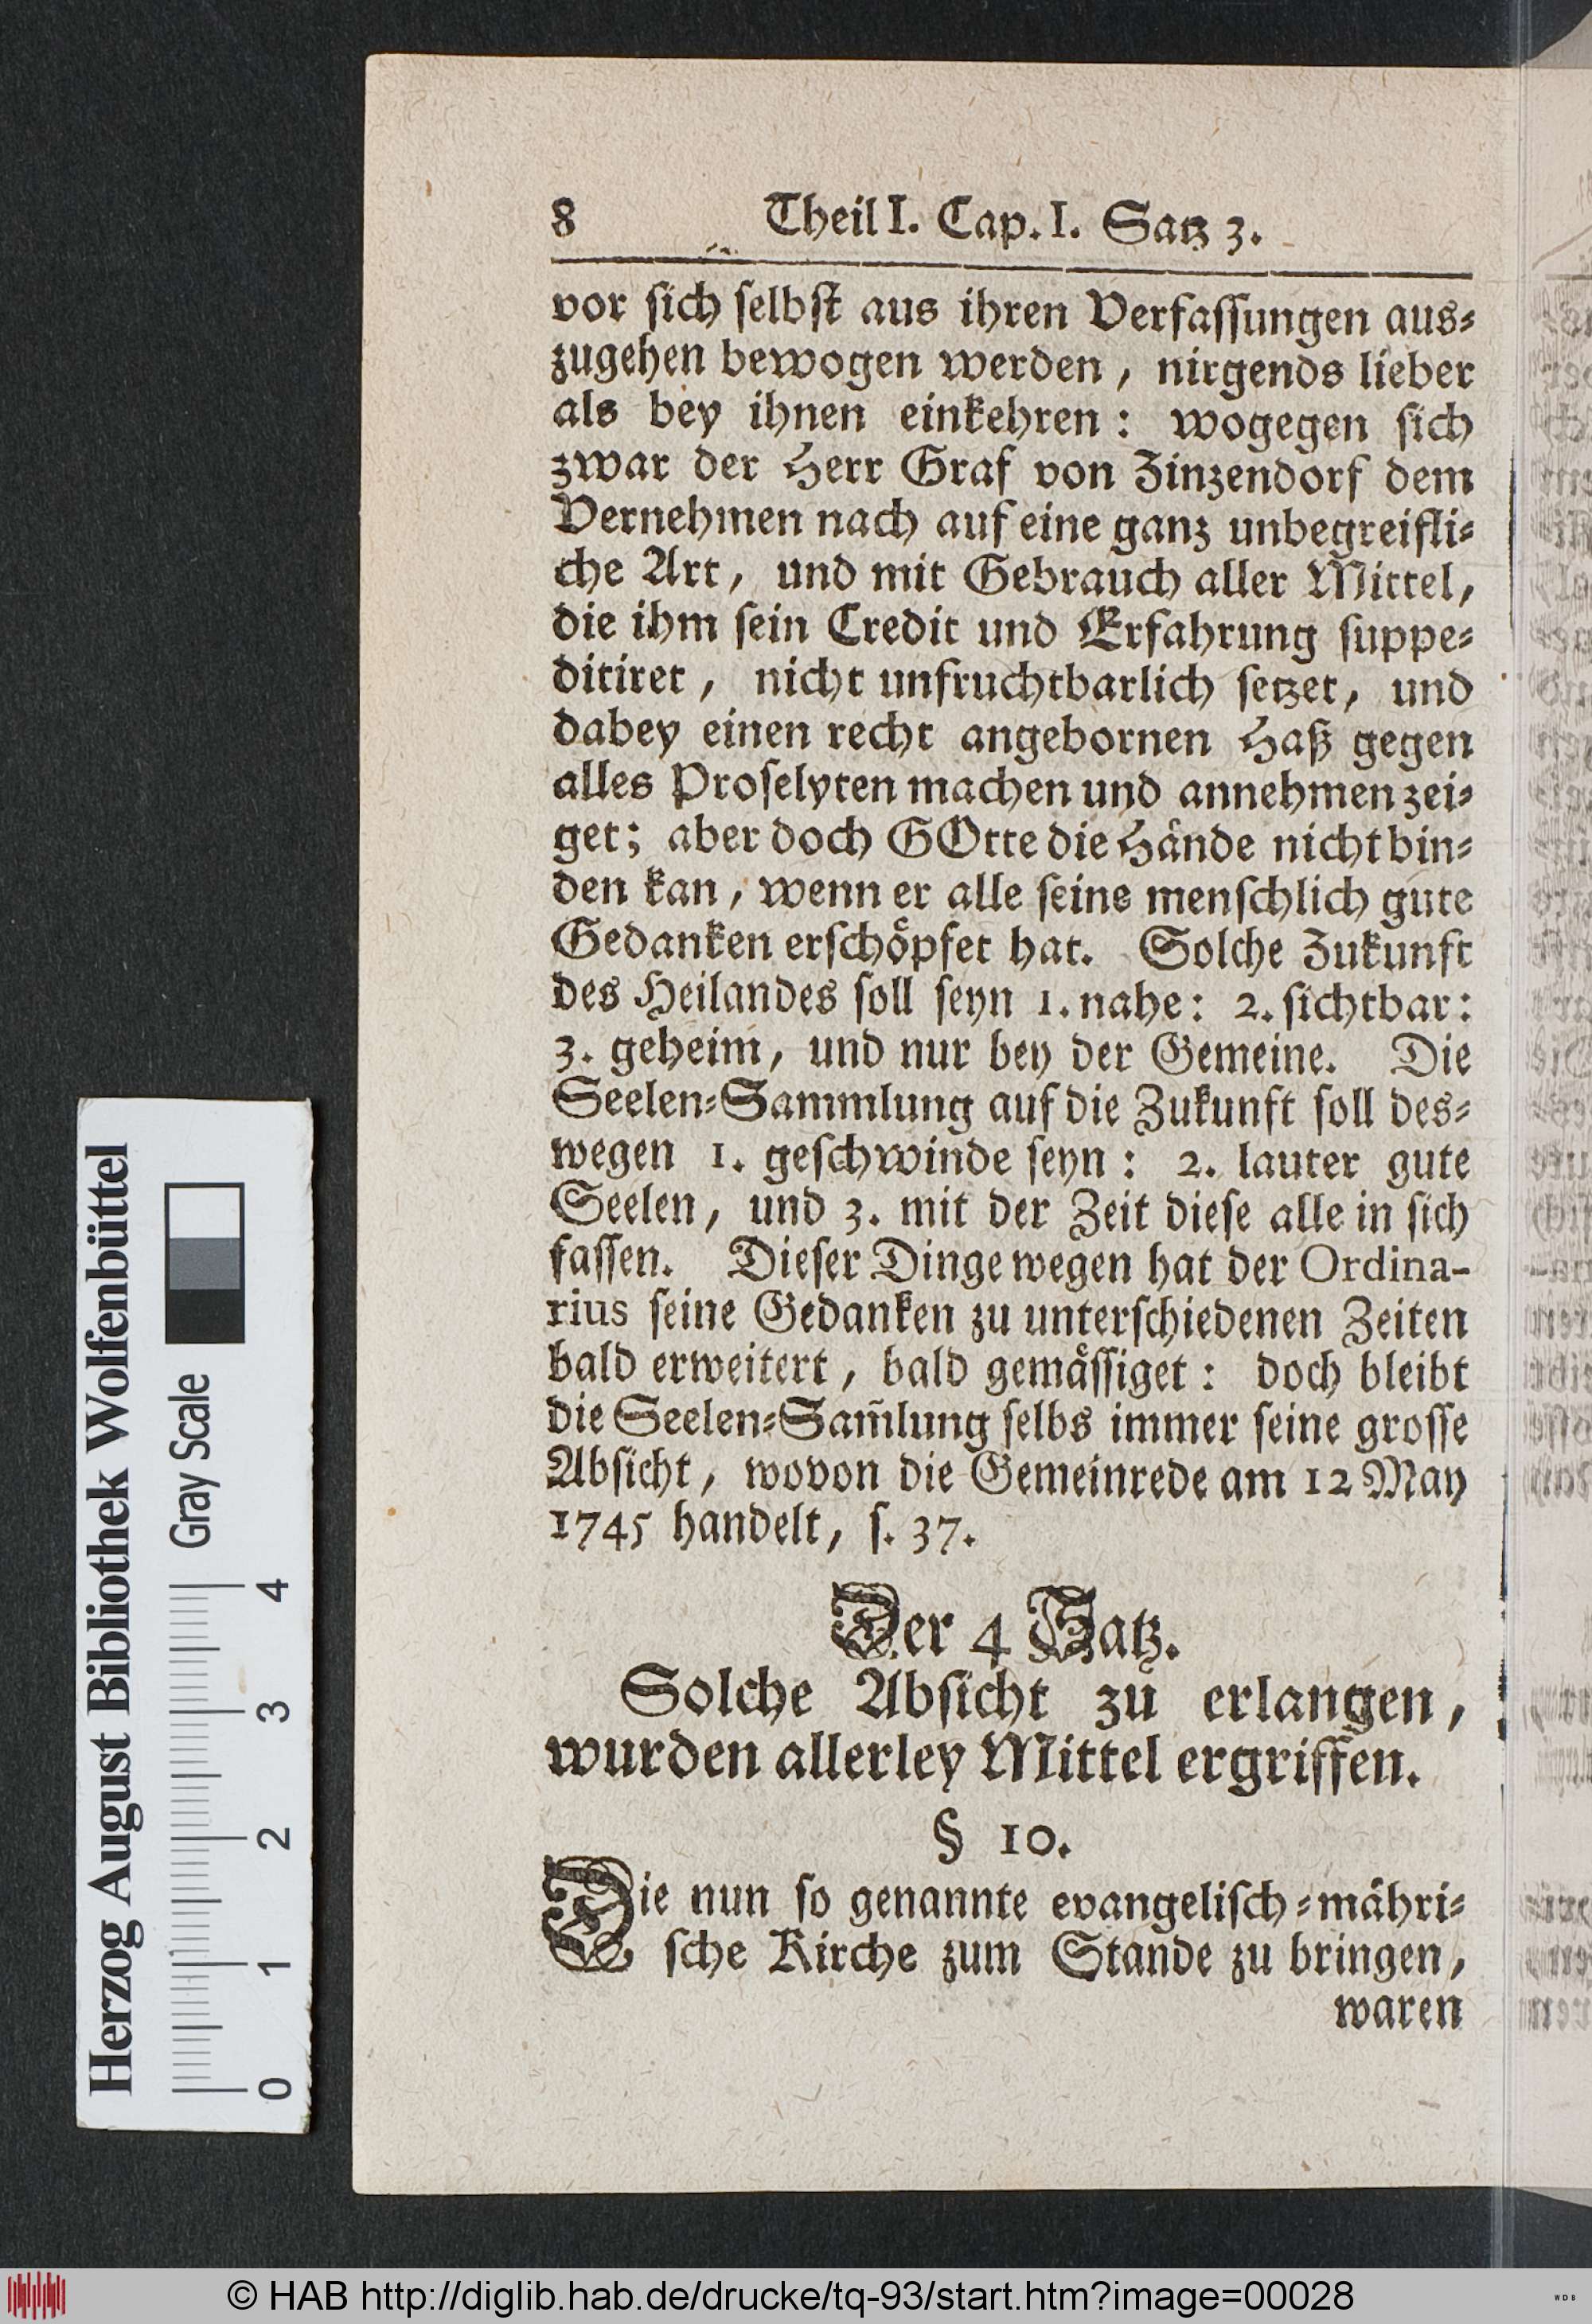 8 Theil I. Cap. I. Satz 3.
vor sich selbst aus ihren Verfassungen aus-
zugehen bewogen werden, nirgends lieber
als bey ihnen einkehren: wogegen sich
zwar der Herr Graf von Zinzendorf dem
Vernehmen nach auf eine ganz unbegreifli-
che Art, und mit Gebrauch aller Mittel,
die ihm sein Credit und Erfahrung suppe-
ditiret, nicht unfruchtbarlich setzet, und
dabey einen recht angebornen Haß gegen
alles Proselyten machen und annehmen zei-
get; aber doch GOtte die Hände nicht bin-
den kan, wenn er alle seine menschlich gute
Gedanken erschöpfet hat. Solche Zukunft
des Heilandes soll seyn 1. nahe: 2. sichtbar:
3. geheim, und nur bey der Gemeine. Die
Seelen-Sammlung auf die Zukunft soll des-
wegen 1. geschwinde seyn: 2. lauter gute
Seelen, und 3. mit der Zeit diese alle in sich
fassen. Dieser Dinge wegen hat der Ordina-
rius seine Gedanken zu unterschiedenen Zeiten
bald erweitert, bald gemässiget: doch bleibt
die Seelen-Sam̄lung selbs immer seine grosse
Absicht, wovon die Gemeinrede am 12 May
1745 handelt, s. 37.
Der 4 Satz.
Solche Absicht zu erlangen,
wurden allerley Mittel ergriffen.
§ 10.
Die nun so genannte evangelisch-mähri-
sche Kirche zum Stande zu bringen,
waren
Herzog August Bibliothek Wolfenbüttel
Gray Scale
0 1 2 3 4
© HAB http://diglib.hab.de/drucke/tq-93/start.htm?image=00028
WDB